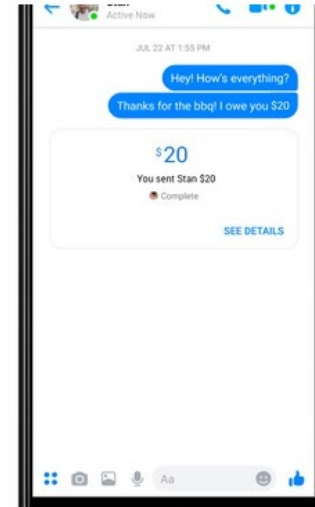 Active Now
JUL 22 AT 1:55 PM
Hey! How's everything?
Thanks for the bbq! I owe you $20
$20
You sent Stan $20
Complete
SEE DETAILS
Aa